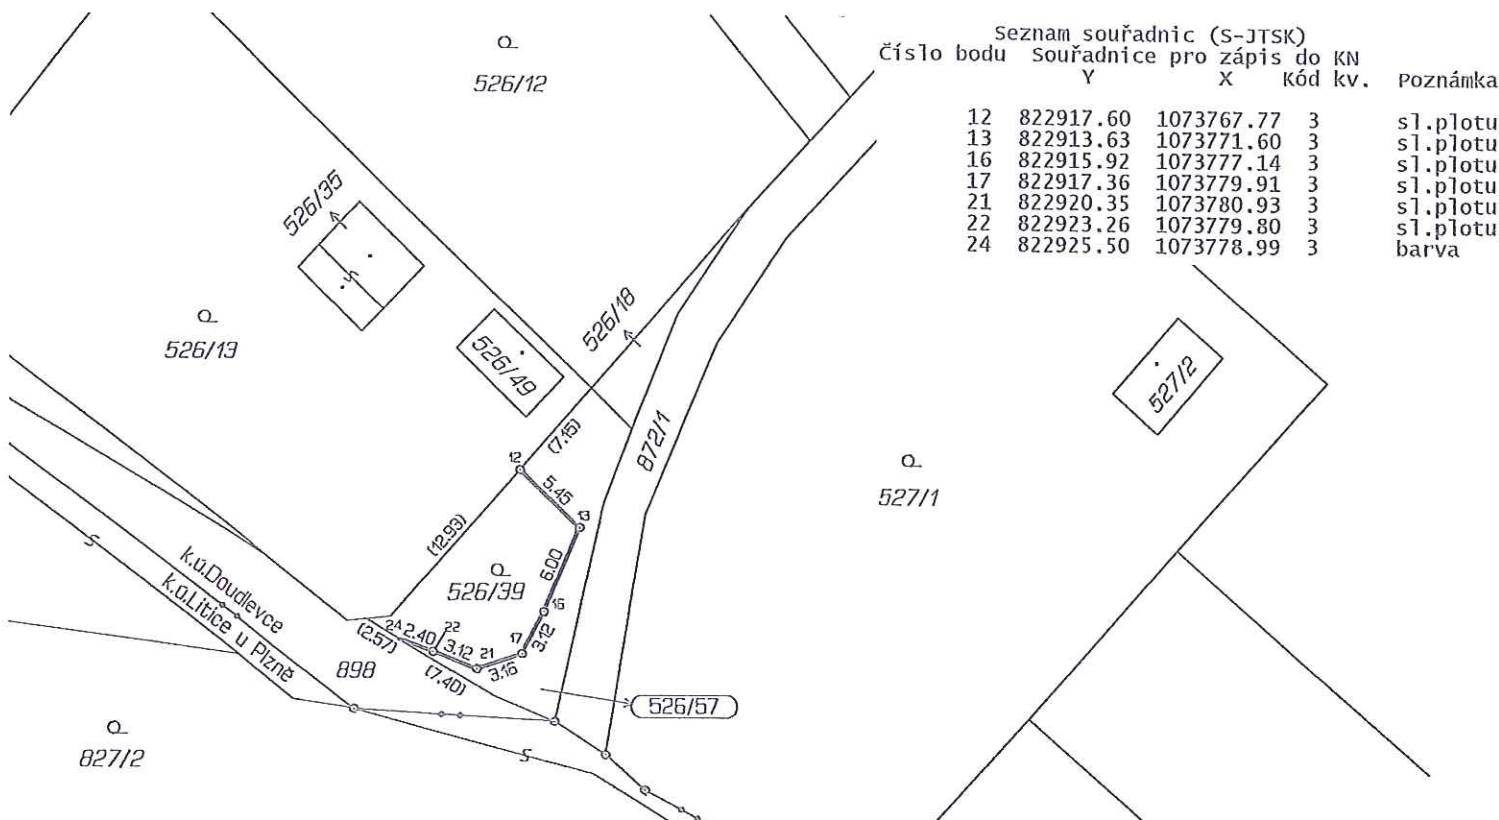 Seznam souřadnic (S-JTSK)
Číslo bodu Souřadnice pro zápis do KN
Y X Kód kv. Poznámka
12 822917.60 1073767.77 3 sl.plotu
13 822913.63 1073771.60 3 sl.plotu
16 822915.92 1073777.14 3 sl.plotu
17 822917.36 1073779.91 3 sl.plotu
21 822920.35 1073780.93 3 sl.plotu
22 822923.26 1073779.80 3 sl.plotu
24 822925.50 1073778.99 3 barva
526/12
526/35
526/18
526/13
526/49
527/2
(7.15)
872/1
12
5.45
527/1
13
(12.93)
6.00
526/39
16
k.ú.Doudlevce
k.ú.Litice u Plzně
24
2.40
22
(2.57)
3.12
21
17
3.12
3.16
(7.40)
898
526/57
827/2